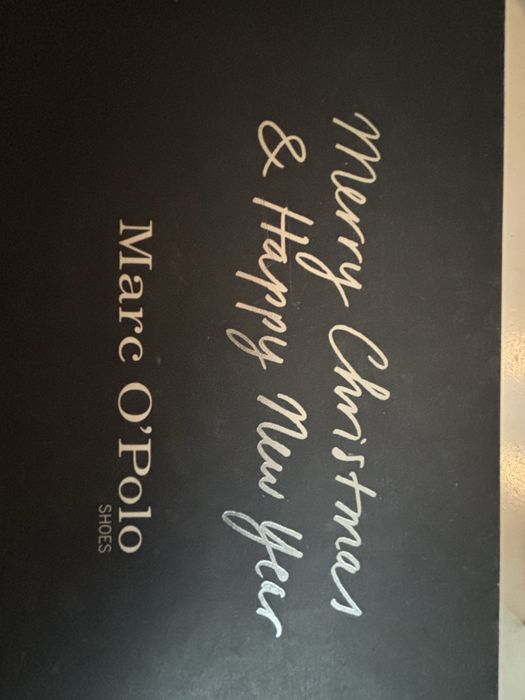 Merry Christmas
& Happy New Year
Marc O'Polo
SHOES